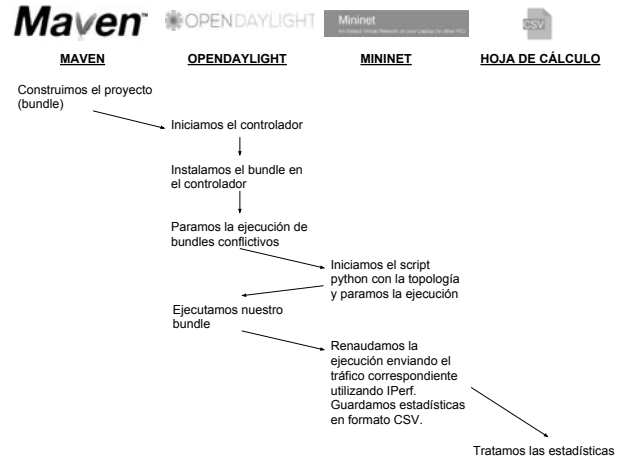 Maven™
OPENDAYLIGHT
Mininet
CSV
MAVEN
OPENDAYLIGHT
MININET
HOJA DE CÁLCULO
Construimos el proyecto
(bundle)
Iniciamos el controlador
Instalamos el bundle en
el controlador
Paramos la ejecución de
bundles conflictivos
Iniciamos el script
python con la topología
y paramos la ejecución
Ejecutamos nuestro
bundle
Renaudamos la
ejecución enviando el
tráfico correspondiente
utilizando IPerf.
Guardamos estadísticas
en formato CSV.
Tratamos las estadísticas